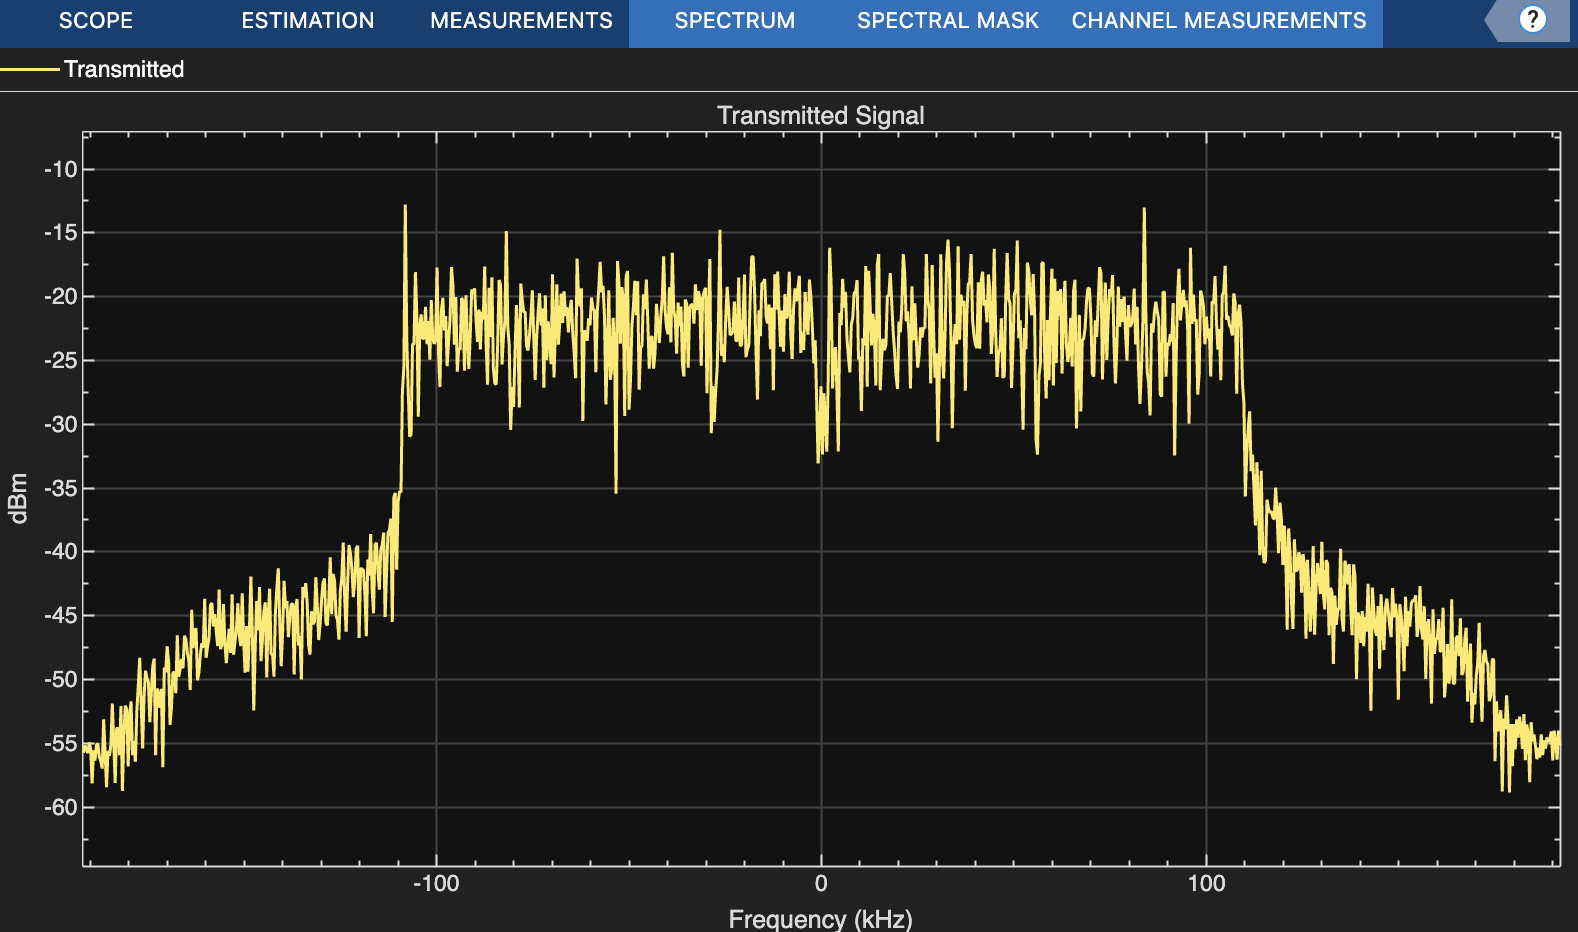 SCOPE ESTIMATION MEASUREMENTS SPECTRUM SPECTRAL MASK CHANNEL MEASUREMENTS ?
Transmitted
Transmitted Signal
-10
-15
-20
-25
-30
-35
-40
-45
-50
-55
-60
dBm
-100 0 100
Frequency (kHz)